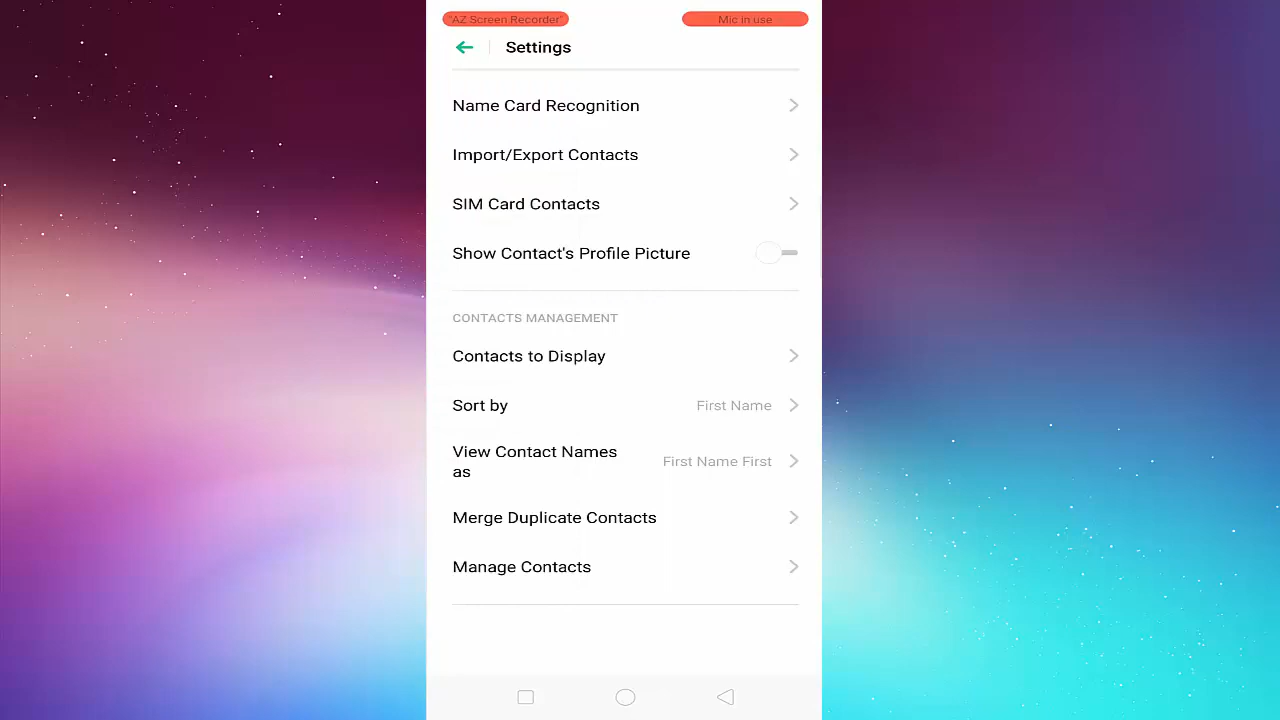 "AZ Screen Recorder"
Mic in use
Settings
Name Card Recognition
Import/Export Contacts
SIM Card Contacts
Show Contact's Profile Picture
CONTACTS MANAGEMENT
Contacts to Display
Sort by
First Name
View Contact Names
as
First Name First
Merge Duplicate Contacts
Manage Contacts